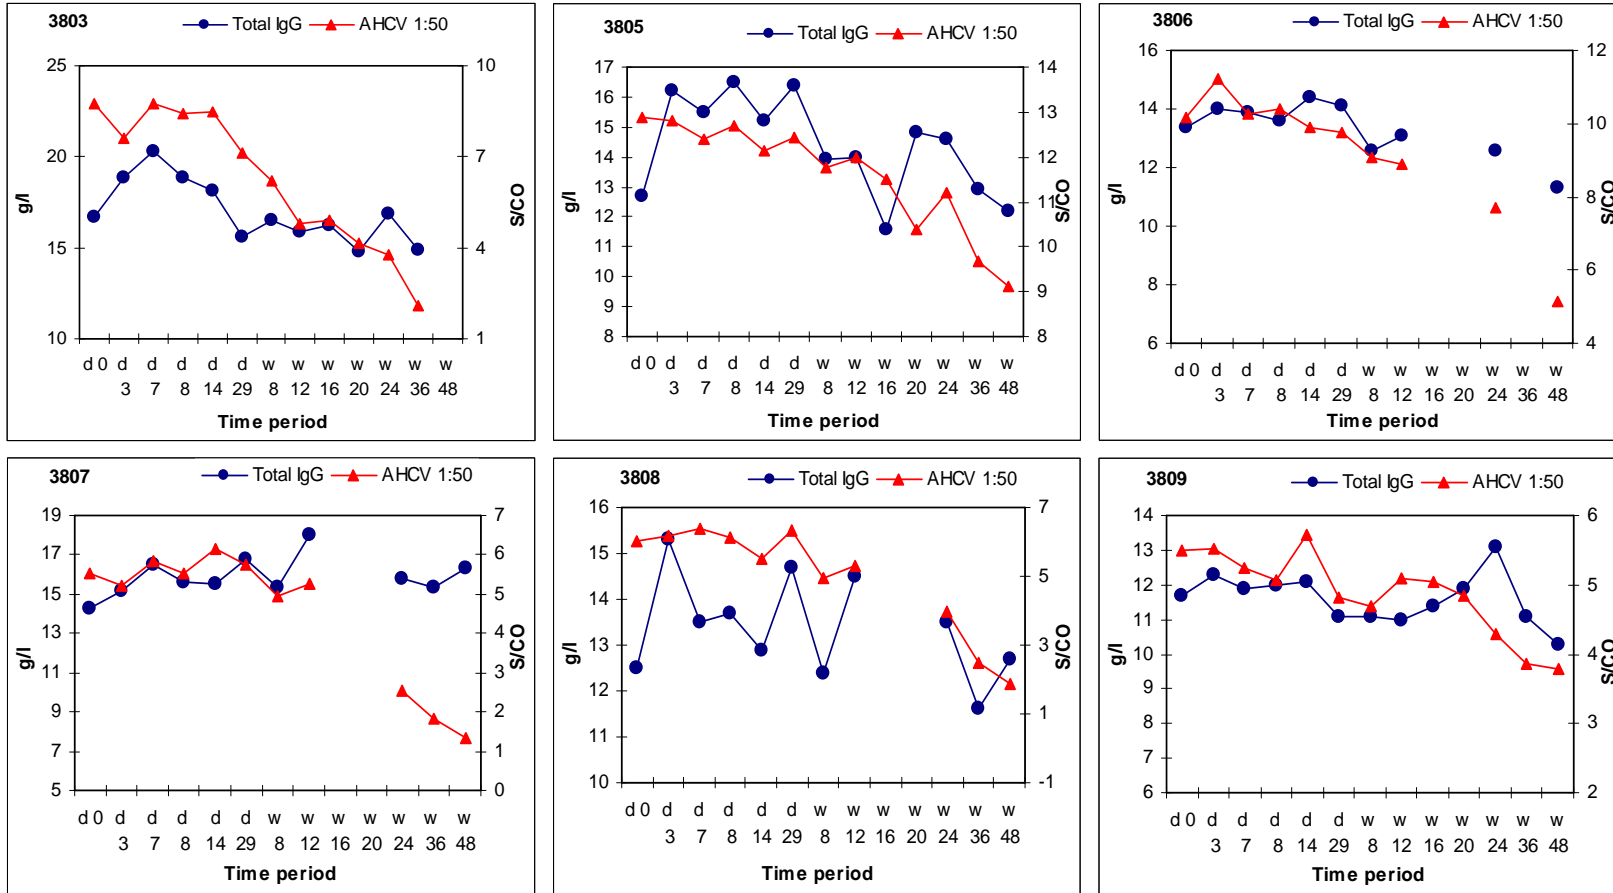 3803 Total IgG AHCV 1:50
25 10
20 7
g/l S/CO
15 4
10 1
d 0 d d d d d w w w w w w w
3 7 8 14 29 8 12 16 20 24 36 48
Time period
3805 Total IgG AHCV 1:50
17 14
16 13
15
14 12
13 11
g/l S/CO
12
11 10
10 9
9
8 8
d 0 d d d d d w w w w w w w
3 7 8 14 29 8 12 16 20 24 36 48
Time period
3806 Total IgG AHCV 1:50
16 12
14 10
12
g/l S/CO
10 8
8 6
6 4
d 0 d d d d d w w w w w w w
3 7 8 14 29 8 12 16 20 24 36 48
Time period
3807 Total IgG AHCV 1:50
19 7
17 6
15 5
13 4
g/l S/CO
11 3
9 2
7 1
5 0
d 0 d d d d d w w w w w w w
3 7 8 14 29 8 12 16 20 24 36 48
Time period
3808 Total IgG AHCV 1:50
16 7
15 5
14
13 3
g/l S/CO
12
11 1
10 -1
d 0 d d d d d w w w w w w w
3 7 8 14 29 8 12 16 20 24 36 48
Time period
3809 Total IgG AHCV 1:50
14 6
13
12 5
11
10 4
g/l S/CO
9
8 3
7
6 2
d 0 d d d d d w w w w w w w
3 7 8 14 29 8 12 16 20 24 36 48
Time period